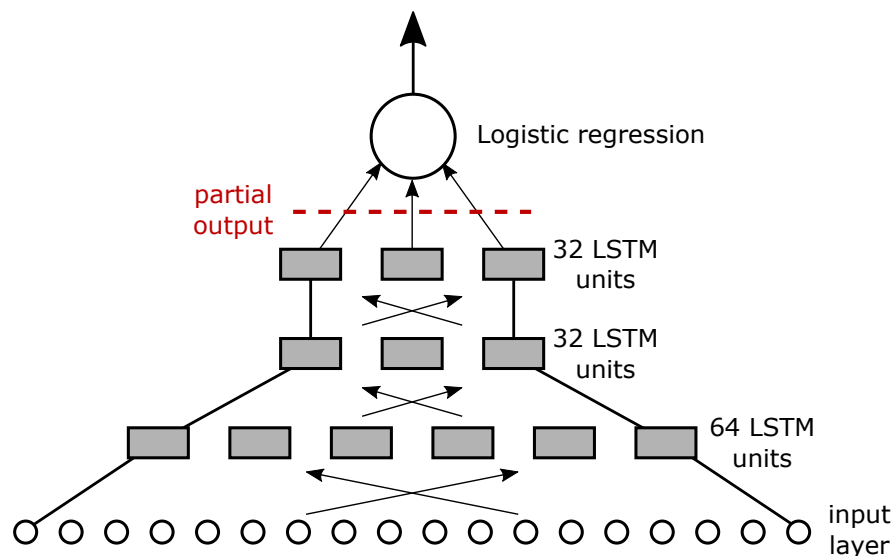 Logistic regression
partial
output
32 LSTM
units
32 LSTM
units
64 LSTM
units
input
layer